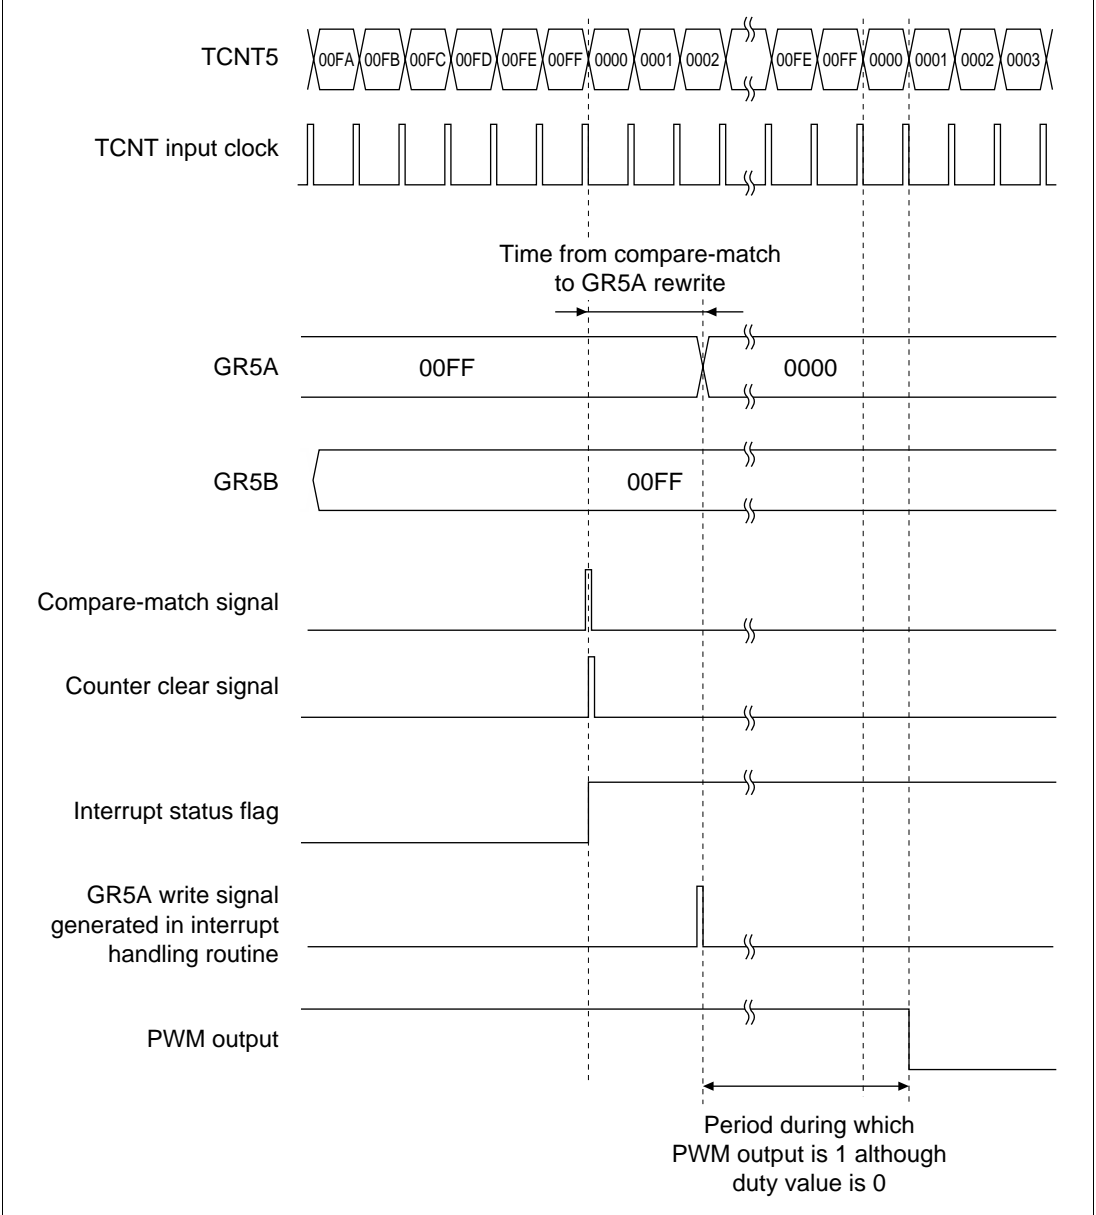 TCNT5 00FA 00FB 00FC 00FD 00FE 00FF 0000 0001 0002 00FE 00FF 0000 0001 0002 0003
TCNT input clock
Time from compare-match
to GR5A rewrite
GR5A 00FF 0000
GR5B 00FF
Compare-match signal
Counter clear signal
Interrupt status flag
GR5A write signal
generated in interrupt
handling routine
PWM output
Period during which
PWM output is 1 although
duty value is 0